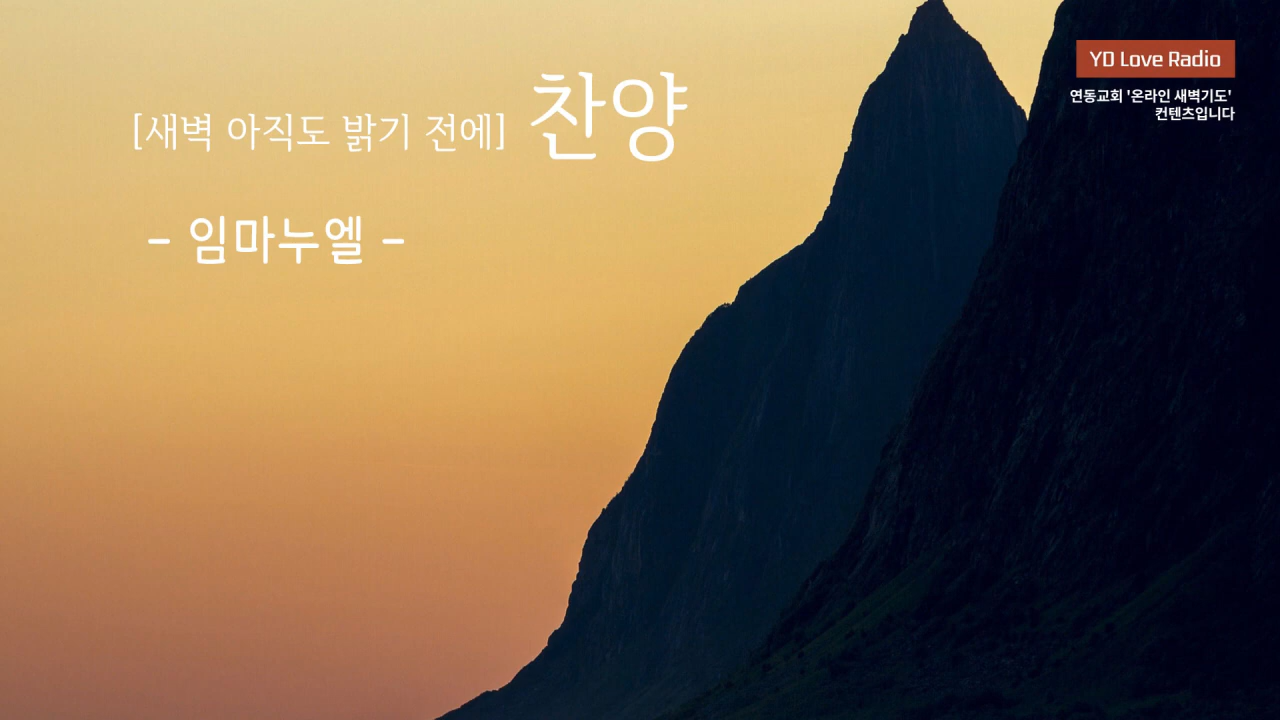 [새벽 아직도 밝기 전에] 찬양
- 임마누엘 -
YD Love Radio
연동교회 '온라인 새벽기도'
컨텐츠입니다